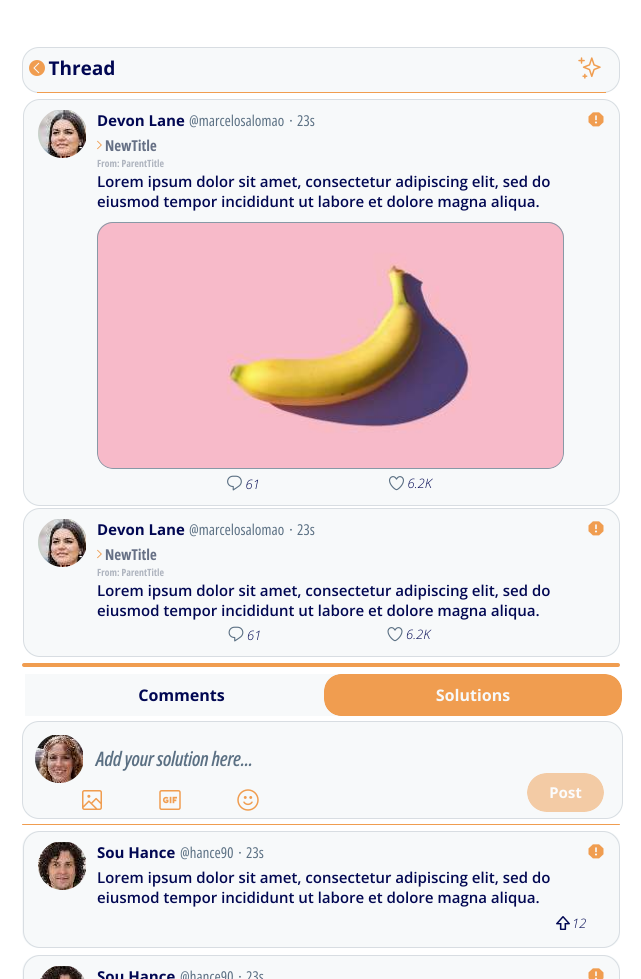 Thread
Devon Lane @marcelosalomao · 23s
NewTitle
From: ParentTitle
Lorem ipsum dolor sit amet, consectetur adipiscing elit, sed do
eiusmod tempor incididunt ut labore et dolore magna aliqua.
61 6.2K
Devon Lane @marcelosalomao · 23s
NewTitle
From: ParentTitle
Lorem ipsum dolor sit amet, consectetur adipiscing elit, sed do
eiusmod tempor incididunt ut labore et dolore magna aliqua.
61 6.2K
Comments Solutions
Add your solution here...
GIF Post
Sou Hance @hance90 · 23s
Lorem ipsum dolor sit amet, consectetur adipiscing elit, sed do
eiusmod tempor incididunt ut labore et dolore magna aliqua.
12
Sou Hance @hance90 · 23s